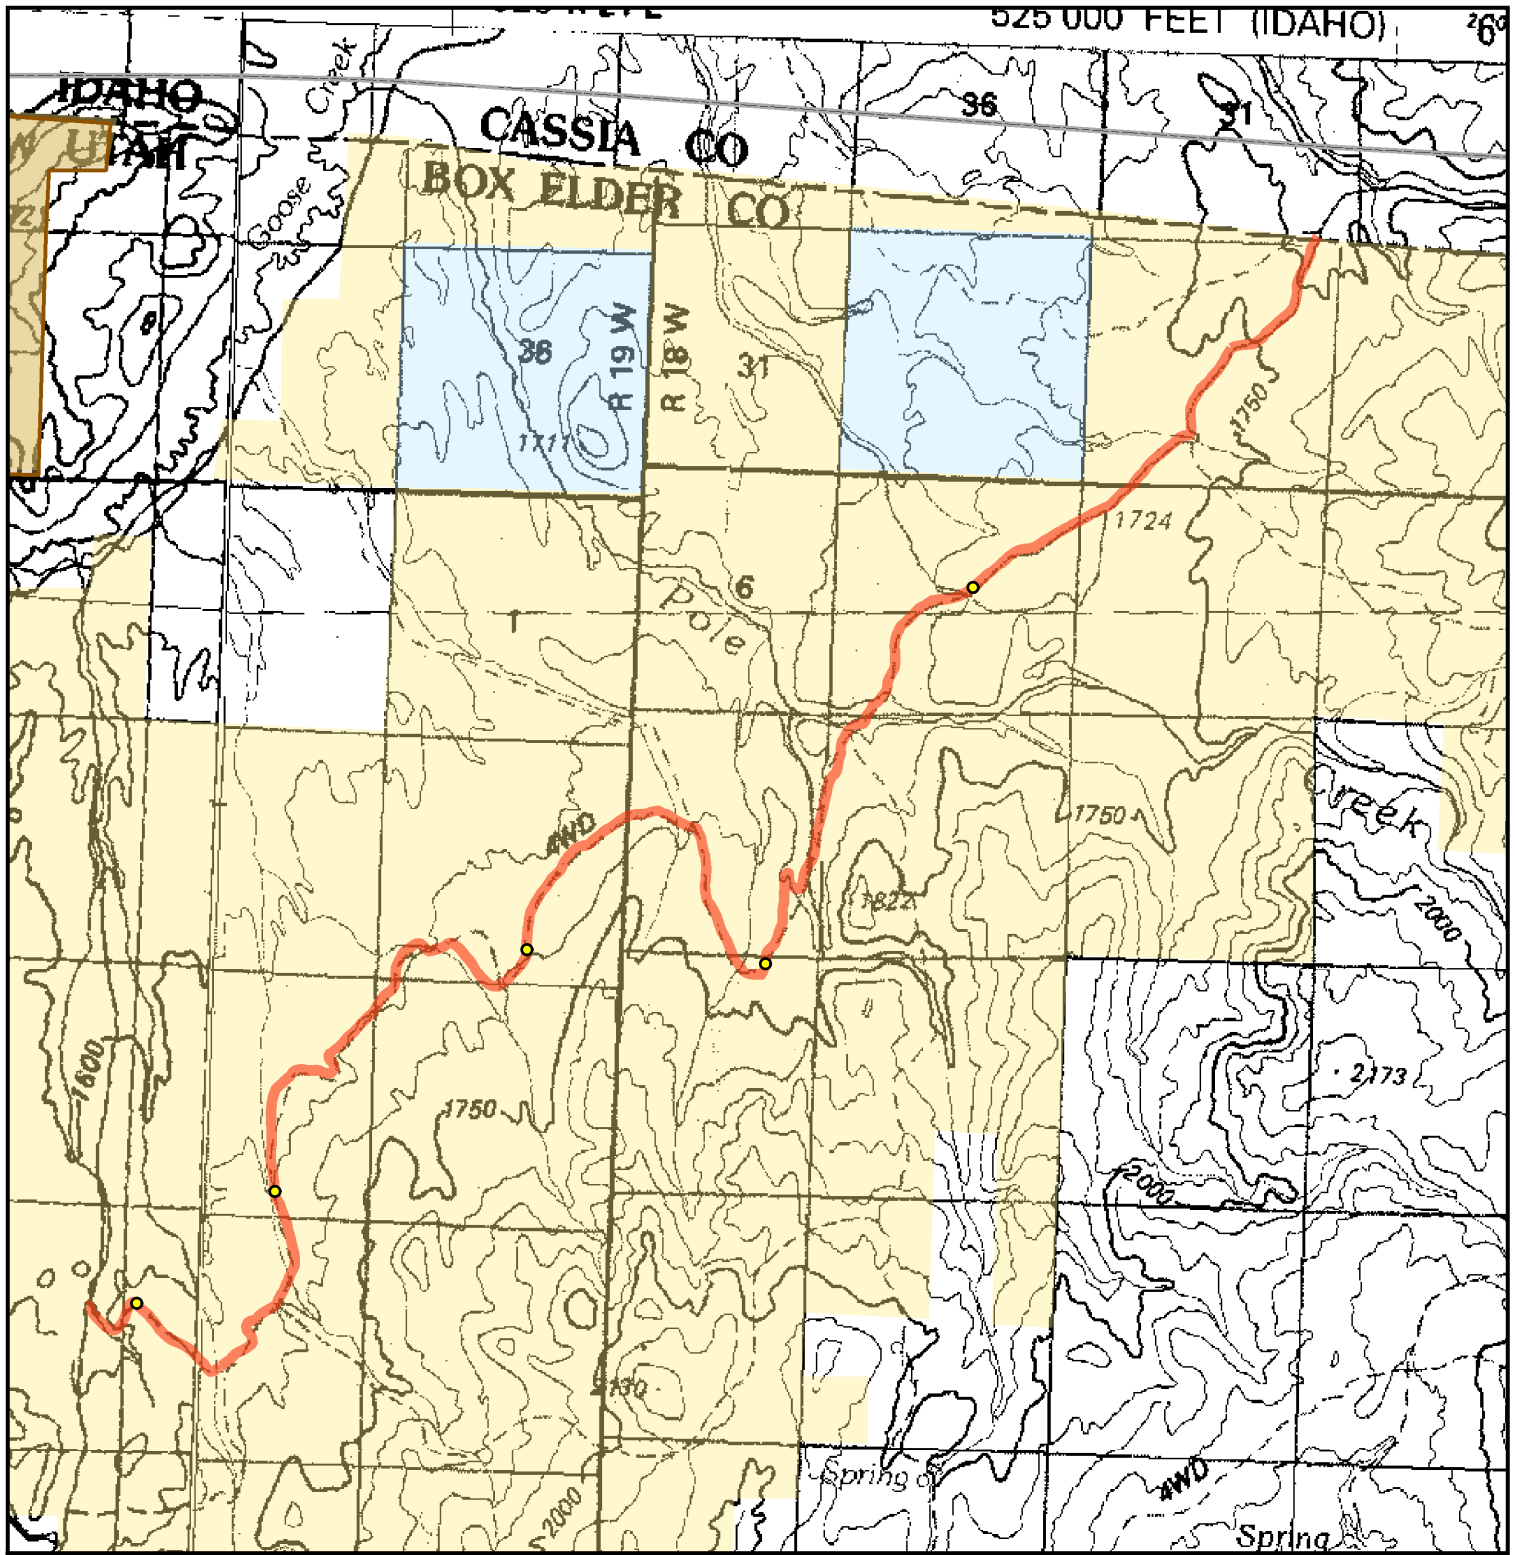 525 000 FEET (IDAHO)
IDAHO
UTAH
Creek
Goose
CASSIA CO
BOX ELDER CO
36
31
36
R 19 W
R 18 W
31
1711
1750
1724
6
1
Pole
Creek
4WD
1750
1822
2000
1600
1750
2173
2000
2130
Spring
4WD
2000
Spring